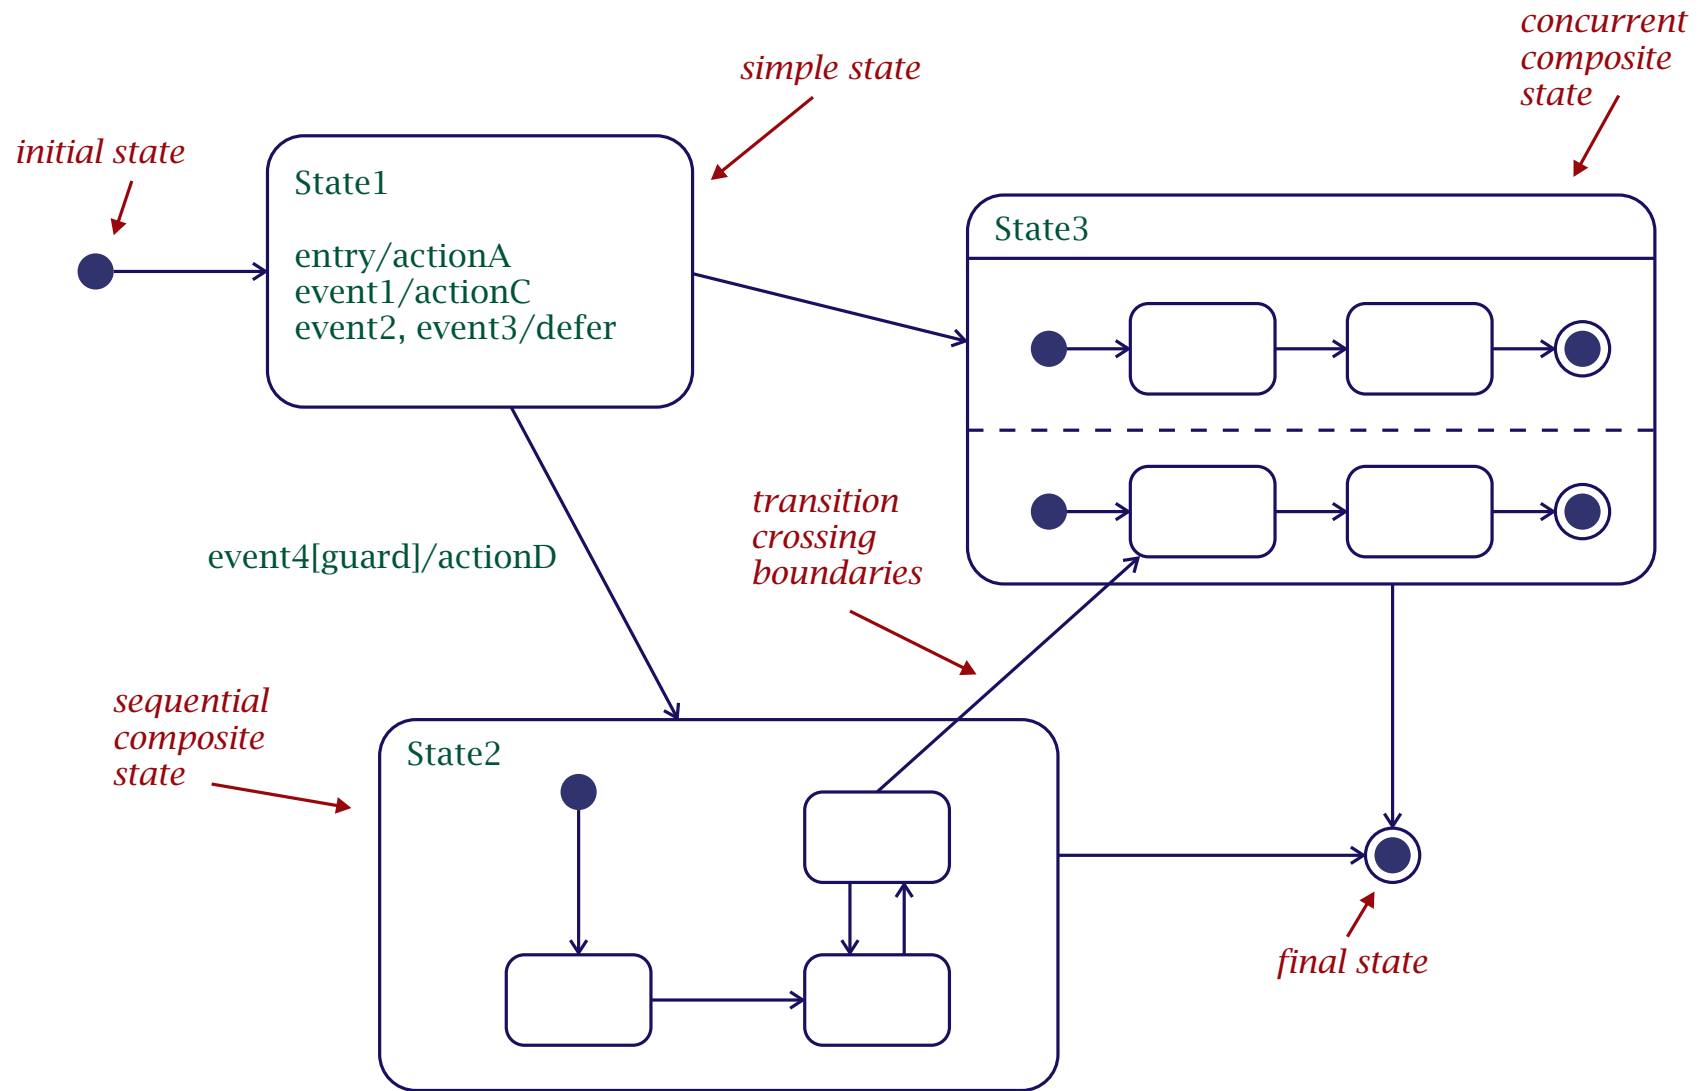 concurrent
composite
state
simple state
initial state
State1
entry/actionA
event1/actionC
event2, event3/defer
State3
transition
crossing
boundaries
event4[guard]/actionD
sequential
composite
state
State2
final state